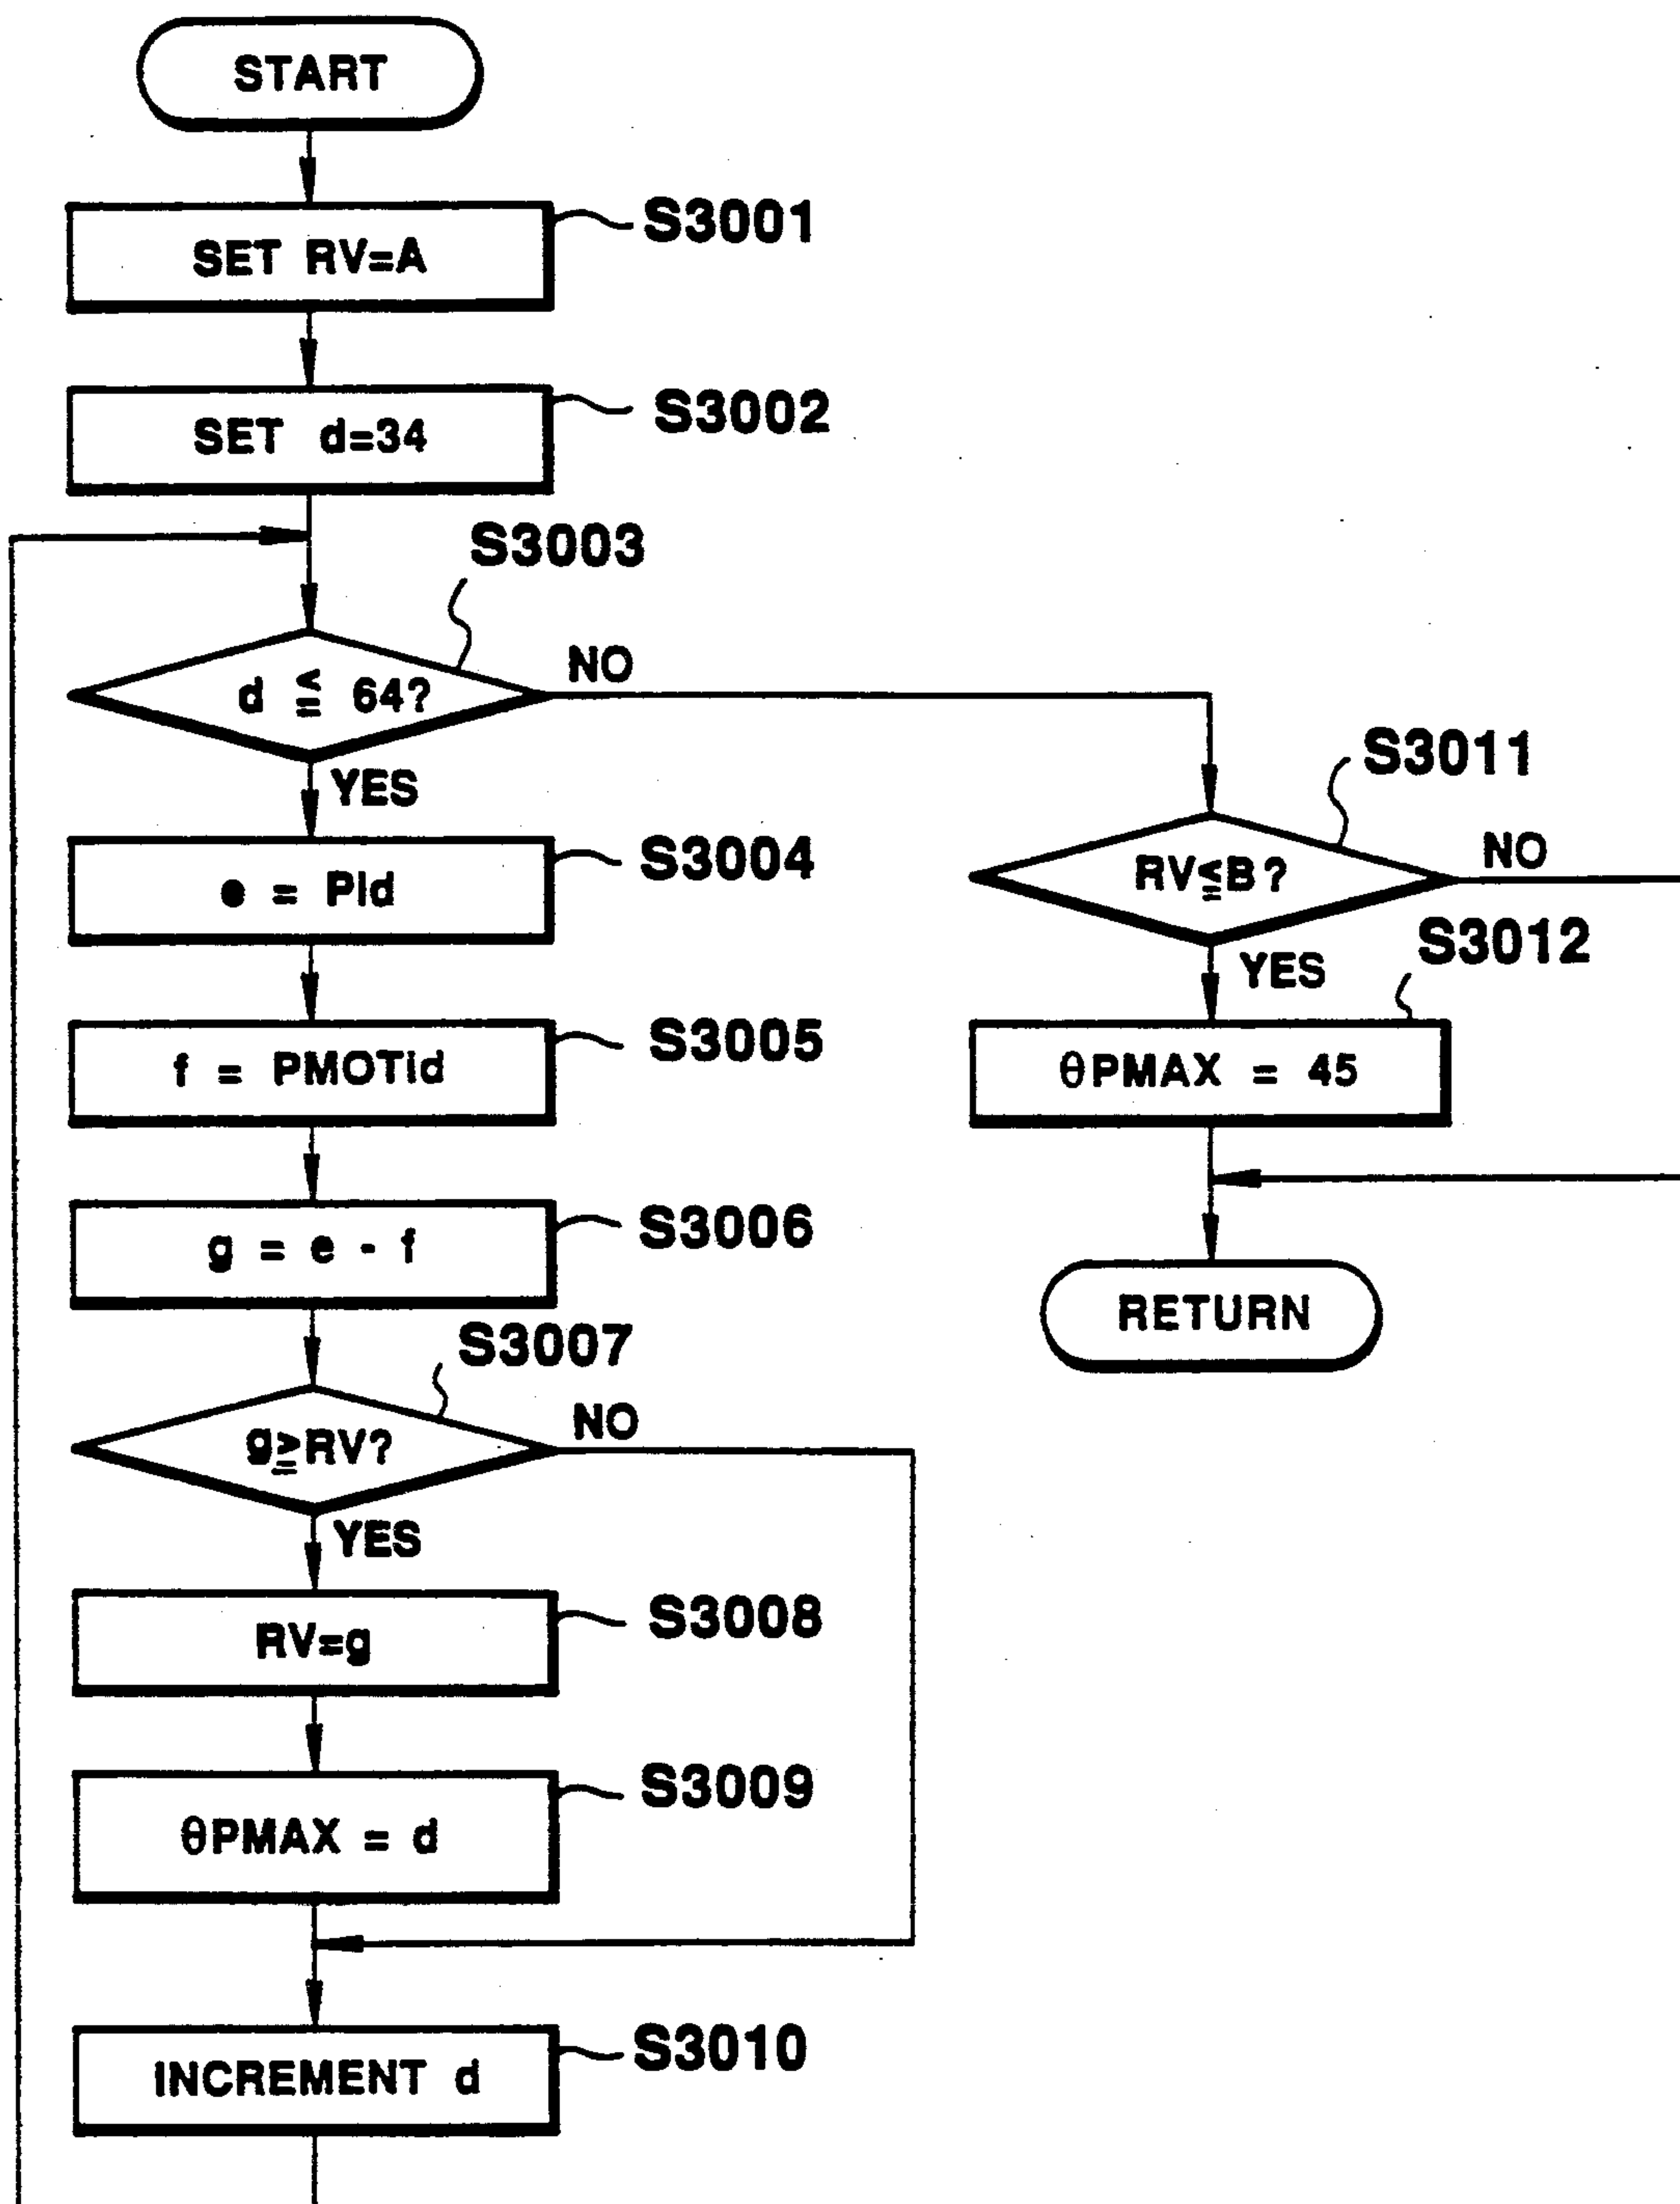 START
S3001
SET RV=A
S3002
SET d=34
S3003
d ≦ 64?
NO
YES
S3004
e = Pid
S3005
f = PMOTid
S3006
g = e - f
S3007
g≧RV?
NO
YES
S3008
RV=g
S3009
θPMAX = d
S3010
INCREMENT d
S3011
RV≦B?
NO
YES
S3012
θPMAX = 45
RETURN